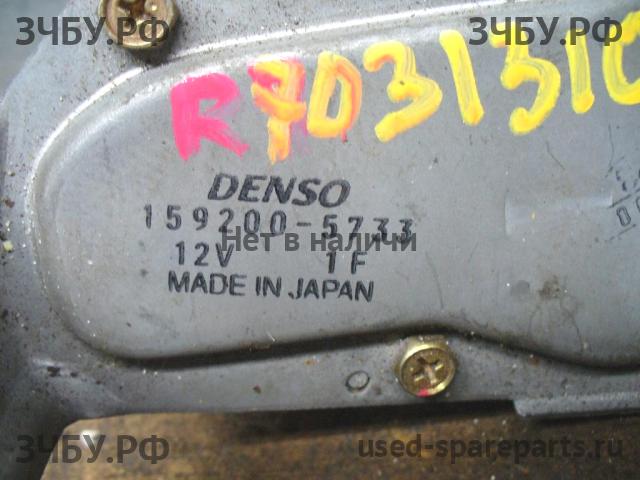 ЗЧБУ.РФ
ЗЧБУ.РФ
R7031310
DENSO
159200-5733
Нет в наличи
12V 1F
MADE IN JAPAN
ЗЧБУ.РФ
used-spareparts.ru